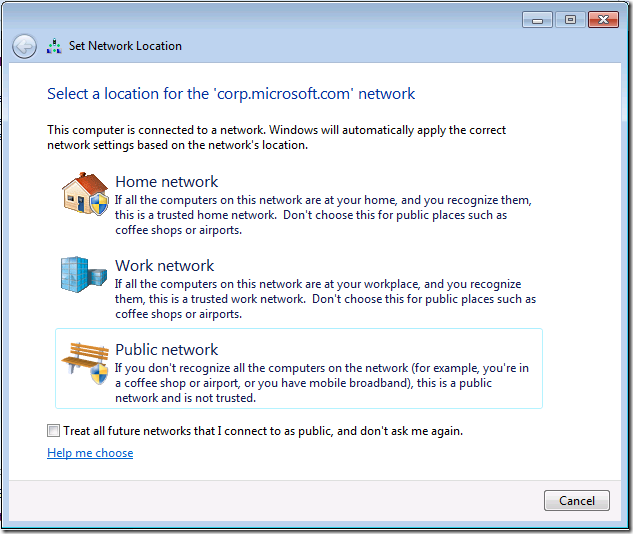 Set Network Location
Select a location for the 'corp.microsoft.com' network
This computer is connected to a network. Windows will automatically apply the correct
network settings based on the network's location.
Home network
If all the computers on this network are at your home, and you recognize them,
this is a trusted home network.  Don't choose this for public places such as
coffee shops or airports.
Work network
If all the computers on this network are at your workplace, and you recognize
them, this is a trusted work network.  Don't choose this for public places such as
coffee shops or airports.
Public network
If you don't recognize all the computers on the network (for example, you're in
a coffee shop or airport, or you have mobile broadband), this is a public
network and is not trusted.
Treat all future networks that I connect to as public, and don't ask me again.
Help me choose
Cancel